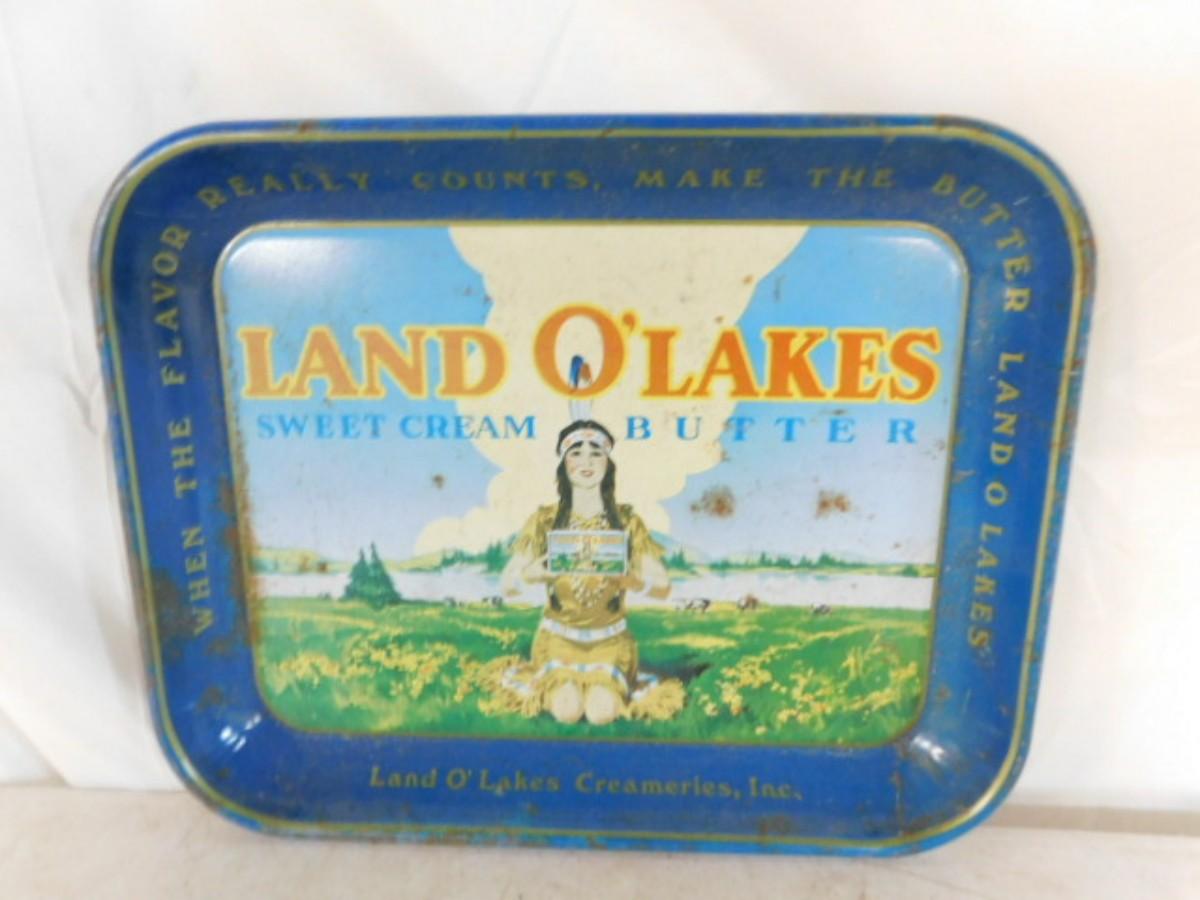 WHEN THE FLAVOR REALLY COUNTS, MAKE THE BUTTER LAND O LAKES
LAND O'LAKES
SWEET CREAM BUTTER
Land O'Lakes Creameries, Inc.